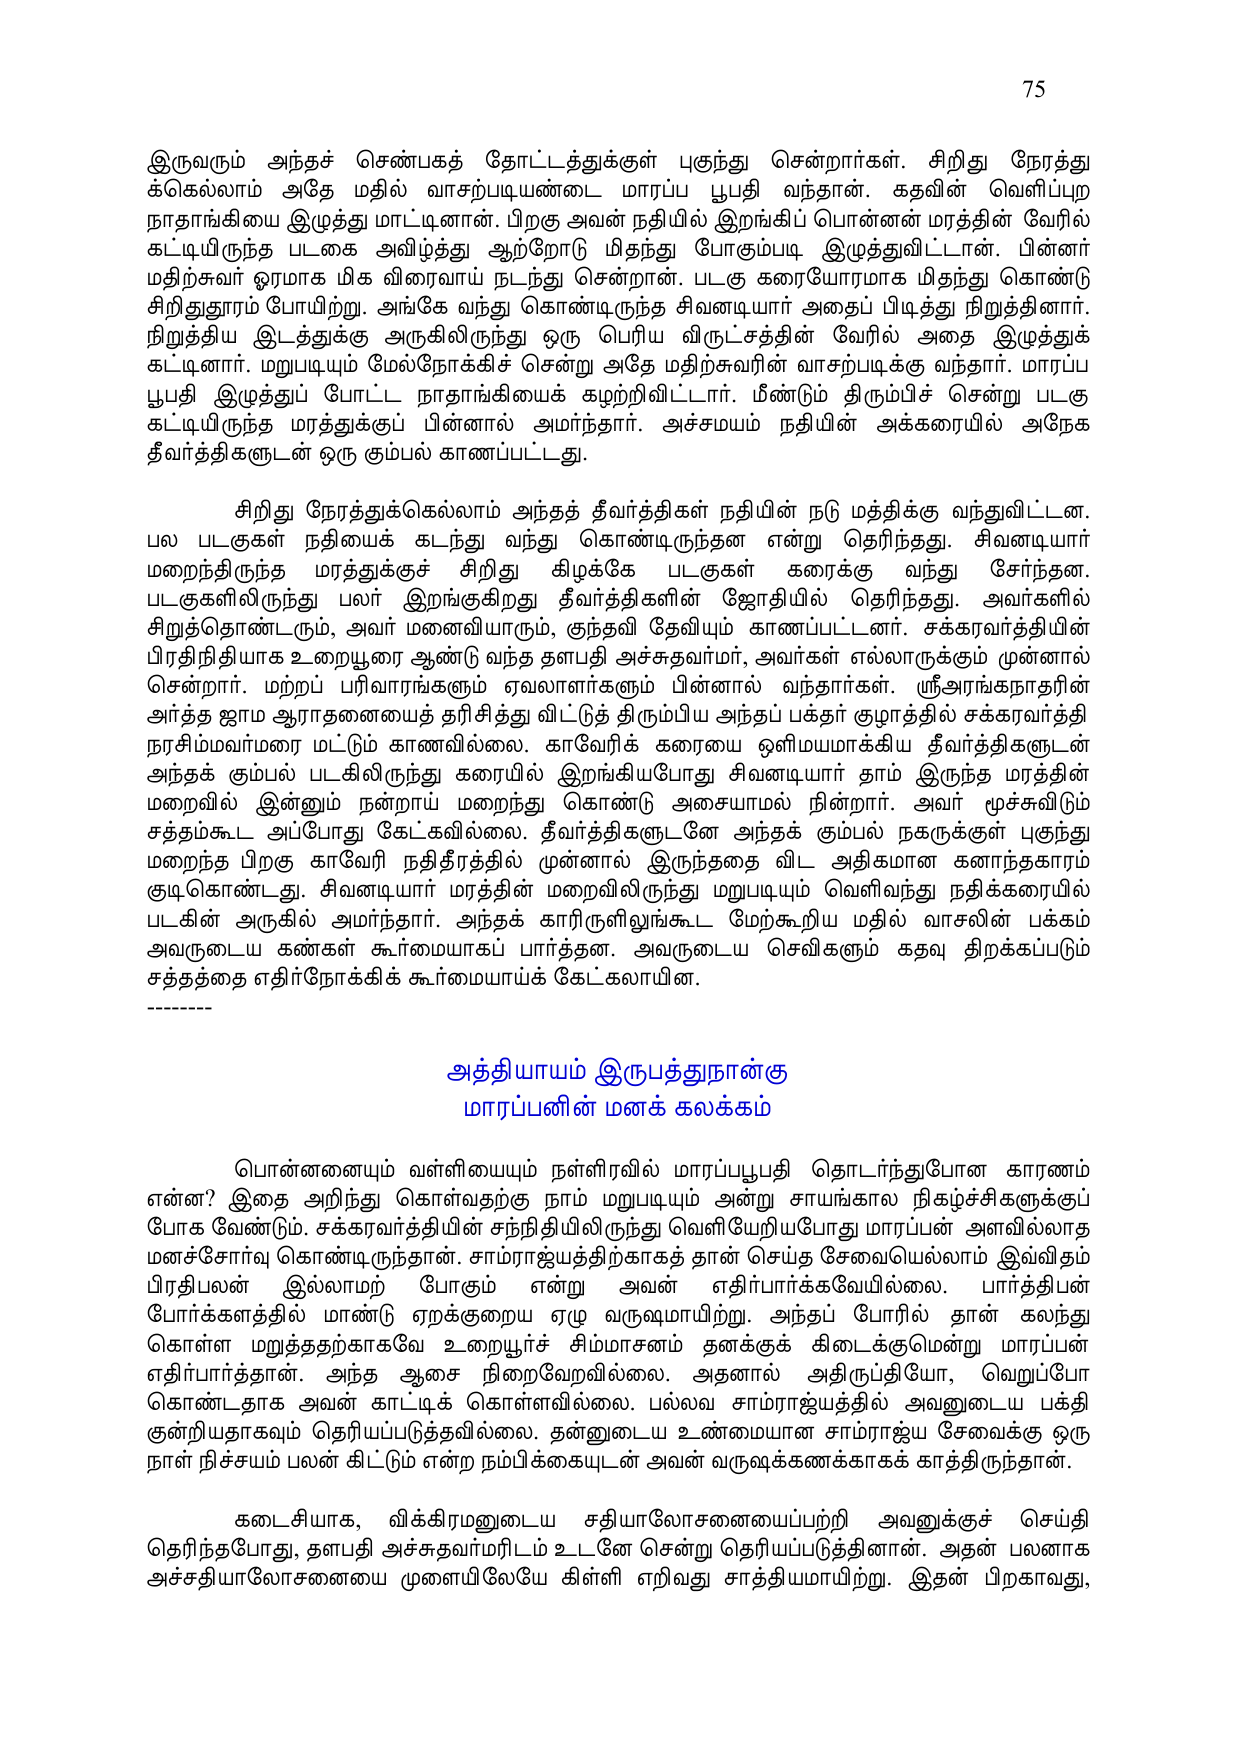 75
இருவரும் அந்தச் செண்பகத் தோட்டத்துக்குள் புகுந்து சென்றார்கள். சிறிது நேரத்து
க்கெல்லாம் அதே மதில் வாசற்படியண்டை மாரப்ப பூபதி வந்தான். கதவின் வெளிப்புற
நாதாங்கியை இழுத்து மாட்டினான். பிறகு அவன் நதியில் இறங்கிப் பொன்னன் மரத்தின் வேரில்
கட்டியிருந்த படகை அவிழ்த்து ஆற்றோடு மிதந்து போகும்படி இழுத்துவிட்டான். பின்னர்
மதிற்சுவர் ஓரமாக மிக விரைவாய் நடந்து சென்றான். படகு கரையோரமாக மிதந்து கொண்டு
சிறிதுதூரம் போயிற்று. அங்கே வந்து கொண்டிருந்த சிவனடியார் அதைப் பிடித்து நிறுத்தினார்.
நிறுத்திய இடத்துக்கு அருகிலிருந்து ஒரு பெரிய விருட்சத்தின் வேரில் அதை இழுத்துக்
கட்டினார். மறுபடியும் மேல்நோக்கிச் சென்று அதே மதிற்சுவரின் வாசற்படிக்கு வந்தார். மாரப்ப
பூபதி இழுத்துப் போட்ட நாதாங்கியைக் கழற்றிவிட்டார். மீண்டும் திரும்பிச் சென்று படகு
கட்டியிருந்த மரத்துக்குப் பின்னால் அமர்ந்தார். அச்சமயம் நதியின் அக்கரையில் அநேக
தீவர்த்திகளுடன் ஒரு கும்பல் காணப்பட்டது.
சிறிது நேரத்துக்கெல்லாம் அந்தத் தீவர்த்திகள் நதியின் நடு மத்திக்கு வந்துவிட்டன.
பல படகுகள் நதியைக் கடந்து வந்து கொண்டிருந்தன என்று தெரிந்தது. சிவனடியார்
மறைந்திருந்த மரத்துக்குச் சிறிது கிழக்கே படகுகள் கரைக்கு வந்து சேர்ந்தன.
படகுகளிலிருந்து பலர் இறங்குகிறது தீவர்த்திகளின் ஜோதியில் தெரிந்தது. அவர்களில்
சிறுத்தொண்டரும், அவர் மனைவியாரும், குந்தவி தேவியும் காணப்பட்டனர். சக்கரவர்த்தியின்
பிரதிநிதியாக உறையூரை ஆண்டு வந்த தளபதி அச்சுதவர்மர், அவர்கள் எல்லாருக்கும் முன்னால்
சென்றார். மற்றப் பரிவாரங்களும் ஏவலாளர்களும் பின்னால் வந்தார்கள். ஸ்ரீஅரங்கநாதரின்
அர்த்த ஜாம ஆராதனையைத் தரிசித்து விட்டுத் திரும்பிய அந்தப் பக்தர் குழாத்தில் சக்கரவர்த்தி
நரசிம்மவர்மரை மட்டும் காணவில்லை. காவேரிக் கரையை ஒளிமயமாக்கிய தீவர்த்திகளுடன்
அந்தக் கும்பல் படகிலிருந்து கரையில் இறங்கியபோது சிவனடியார் தாம் இருந்த மரத்தின்
மறைவில் இன்னும் நன்றாய் மறைந்து கொண்டு அசையாமல் நின்றார். அவர் மூச்சுவிடும்
சத்தம்கூட அப்போது கேட்கவில்லை. தீவர்த்திகளுடனே அந்தக் கும்பல் நகருக்குள் புகுந்து
மறைந்த பிறகு காவேரி நதிதீரத்தில் முன்னால் இருந்ததை விட அதிகமான கனாந்தகாரம்
குடிகொண்டது. சிவனடியார் மரத்தின் மறைவிலிருந்து மறுபடியும் வெளிவந்து நதிக்கரையில்
படகின் அருகில் அமர்ந்தார். அந்தக் காரிருளிலுங்கூட மேற்கூறிய மதில் வாசலின் பக்கம்
அவருடைய கண்கள் கூர்மையாகப் பார்த்தன. அவருடைய செவிகளும் கதவு திறக்கப்படும்
சத்தத்தை எதிர்நோக்கிக் கூர்மையாய்க் கேட்கலாயின.
--------
அத்தியாயம் இருபத்துநான்கு
மாரப்பனின் மனக் கலக்கம்
பொன்னனையும் வள்ளியையும் நள்ளிரவில் மாரப்பபூபதி தொடர்ந்துபோன காரணம்
என்ன? இதை அறிந்து கொள்வதற்கு நாம் மறுபடியும் அன்று சாயங்கால நிகழ்ச்சிகளுக்குப்
போக வேண்டும். சக்கரவர்த்தியின் சந்நிதியிலிருந்து வெளியேறியபோது மாரப்பன் அளவில்லாத
மனச்சோர்வு கொண்டிருந்தான். சாம்ராஜ்யத்திற்காகத் தான் செய்த சேவையெல்லாம் இவ்விதம்
பிரதிபலன் இல்லாமற் போகும் என்று அவன் எதிர்பார்க்கவேயில்லை. பார்த்திபன்
போர்க்களத்தில் மாண்டு ஏறக்குறைய ஏழு வருஷமாயிற்று. அந்தப் போரில் தான் கலந்து
கொள்ள மறுத்ததற்காகவே உறையூர்ச் சிம்மாசனம் தனக்குக் கிடைக்குமென்று மாரப்பன்
எதிர்பார்த்தான். அந்த ஆசை நிறைவேறவில்லை. அதனால் அதிருப்தியோ, வெறுப்போ
கொண்டதாக அவன் காட்டிக் கொள்ளவில்லை. பல்லவ சாம்ராஜ்யத்தில் அவனுடைய பக்தி
குன்றியதாகவும் தெரியப்படுத்தவில்லை. தன்னுடைய உண்மையான சாம்ராஜ்ய சேவைக்கு ஒரு
நாள் நிச்சயம் பலன் கிட்டும் என்ற நம்பிக்கையுடன் அவன் வருஷக்கணக்காகக் காத்திருந்தான்.
கடைசியாக, விக்கிரமனுடைய சதியாலோசனையைப்பற்றி அவனுக்குச் செய்தி
தெரிந்தபோது, தளபதி அச்சுதவர்மரிடம் உடனே சென்று தெரியப்படுத்தினான். அதன் பலனாக
அச்சதியாலோசனையை முளையிலேயே கிள்ளி எறிவது சாத்தியமாயிற்று. இதன் பிறகாவது,